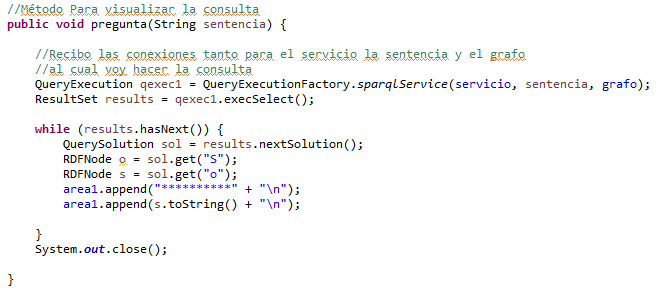 //Método Para visualizar la consulta
public void pregunta(String sentencia) {
//Recibo las conexiones tanto para el servicio la sentencia y el grafo
//al cual voy hacer la consulta
QueryExecution qexec1 = QueryExecutionFactory.sparqlService(servicio, sentencia, grafo);
ResultSet results = qexec1.execSelect();
while (results.hasNext()) {
QuerySolution sol = results.nextSolution();
RDFNode o = sol.get("S");
RDFNode s = sol.get("o");
area1.append("**********" + "\n");
area1.append(s.toString() + "\n");
}
System.out.close();
}